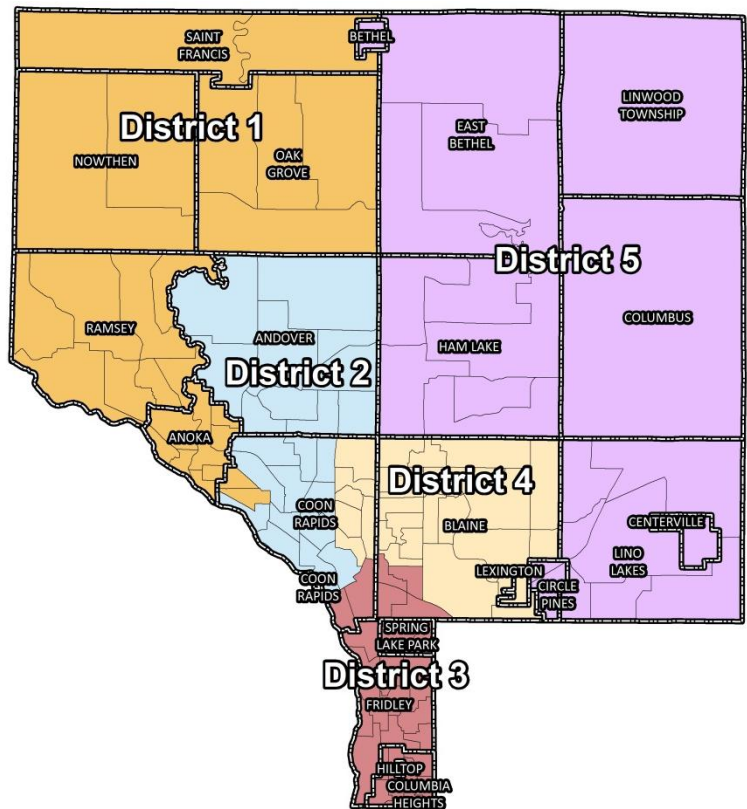 SAINT
FRANCIS
BETHEL
LINWOOD
TOWNSHIP
District 1
EAST
BETHEL
NOWTHEN
OAK
GROVE
District 5
RAMSEY
ANDOVER
HAM LAKE
COLUMBUS
District 2
ANOKA
District 4
COON
RAPIDS
BLAINE
CENTERVILLE
LINO
LAKES
LEXINGTON
CIRCLE
PINES
COON
RAPIDS
SPRING
LAKE PARK
District 3
FRIDLEY
HILLTOP
COLUMBIA
HEIGHTS